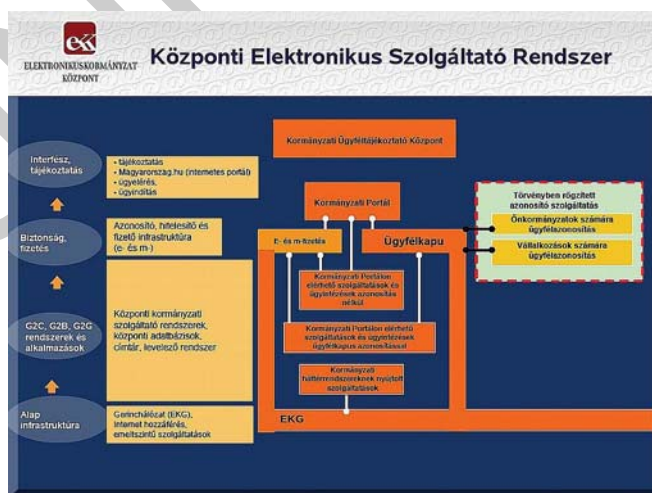 ekk
ELEKTRONIKUSKORMÁNYZAT
KÖZPONT
Központi Elektronikus Szolgáltató Rendszer
Interfész,
tájékoztatás
• tájékoztatás
• Magyarország.hu (internetes portál)
• ügyelérés,
• ügyindítás
Biztonság,
fizetés
Azonosító, hitelesítő és
fizető infrastruktúra
(e- és m-)
G2C, G2B, G2G
rendszerek és
alkalmazások
Központi kormányzati
szolgáltató rendszerek,
központi adatbázisok,
címtár, levelező rendszer
Alap
infrastruktúra
Gerinchálózat (EKG),
Internet hozzáférés,
emeltszintű szolgáltatások
Kormányzati Ügyféltájékoztató Központ
Kormányzati Portál
E- és m-fizetés
Ügyfélkapu
Kormányzati Portálon
elérhető szolgáltatások és
ügyintézések azonosítás
nélkül
Kormányzati Portálon elérhető
szolgáltatások és ügyintézések
ügyfélkapus azonosítással
Kormányzati
háttérrendszereknek nyújtott
szolgáltatások
EKG
Törvényben rögzített
azonosító szolgáltatás
Önkormányzatok számára
ügyfélazonosítás
Vállalkozások számára
ügyfélazonosítás